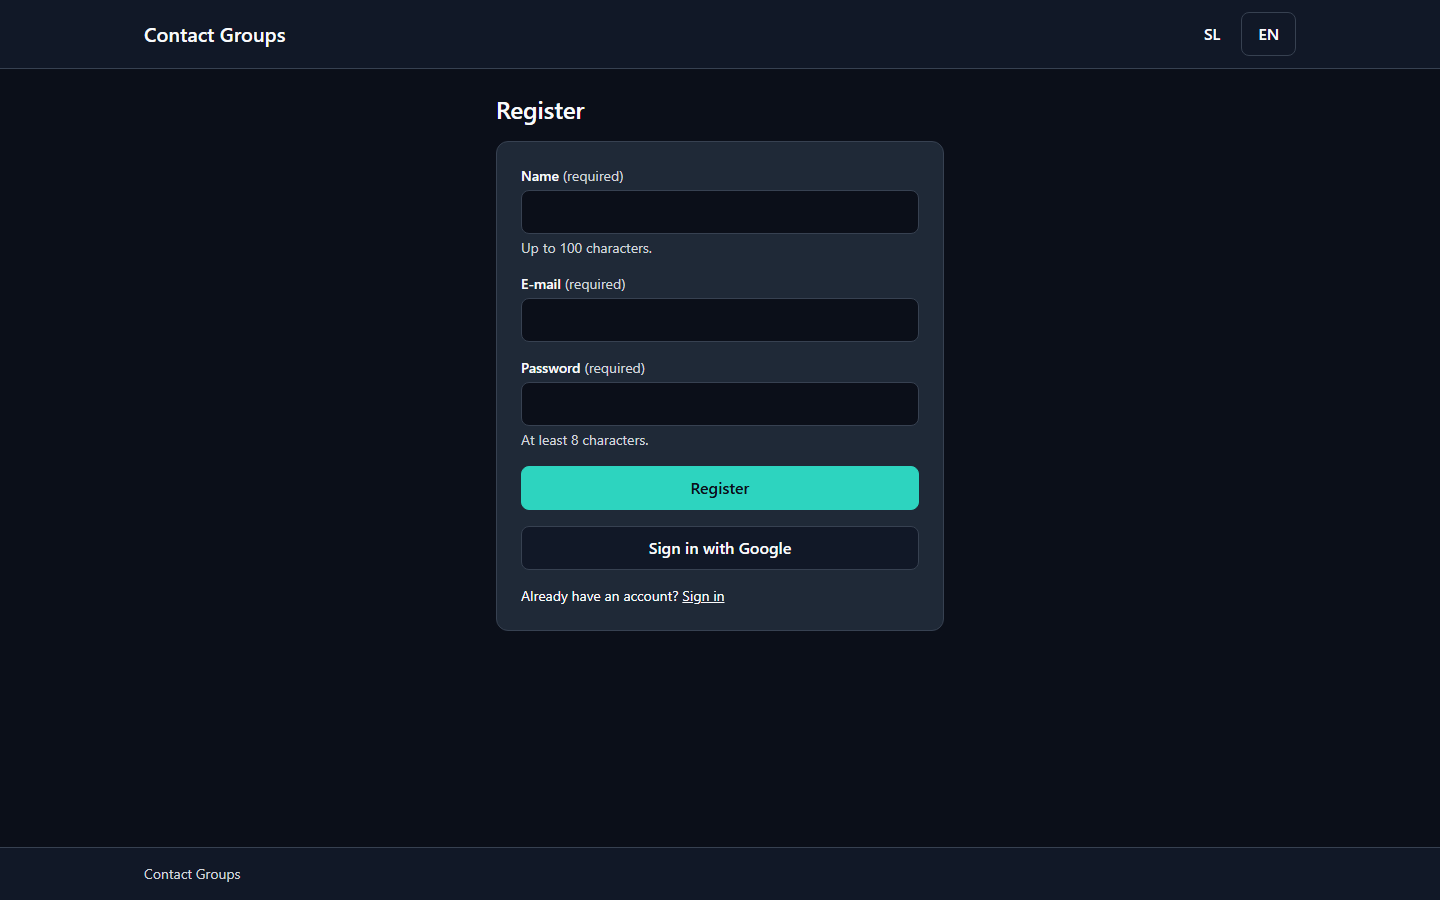 Contact Groups
SL
EN
Register
Name (required)
Up to 100 characters.
E-mail (required)
Password (required)
At least 8 characters.
Register
Sign in with Google
Already have an account? Sign in
Contact Groups